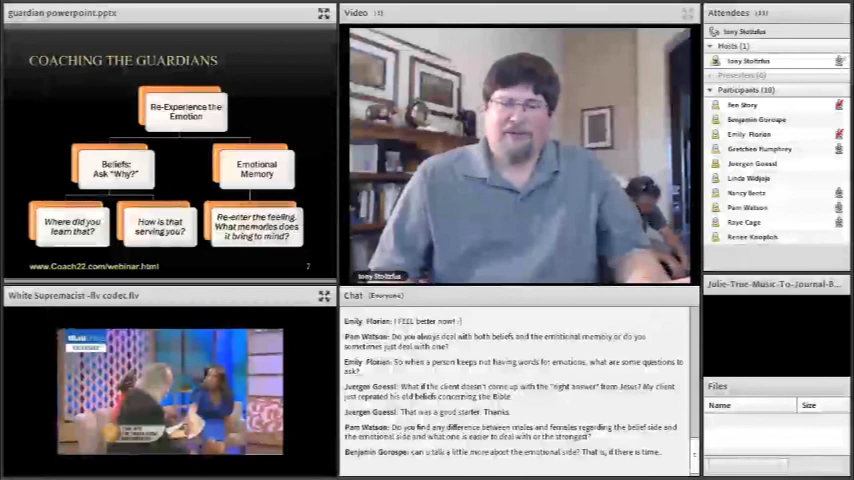 guardian powerpoint.pptx
COACHING THE GUARDIANS
Re-Experience the
Emotion
Beliefs:
Ask "Why?"
Emotional
Memory
Where did you
learn that?
How is that
serving you?
Re-enter the feeling.
What memories does
it bring to mind?
www.Coach22.com/webinar.html
7
Video
Tony Stoltzfus
Attendees
Tony Stoltzfus
Hosts (1)
Tony Stoltzfus
Presenters (0)
Participants (10)
Ben Story
Benjamin Gorospe
Emily Florian
Gretchen Humphrey
Juergen Goessl
Linda Widjaja
Nancy Bentz
Pam Watson
Raye Cage
Renee Knoploh
White Supremacist -flv codec.flv
Chat (Everyone)
Emily Florian: I FEEL better now! :)
Pam Watson: Do you always deal with both beliefs and the emotional memory or do you
sometimes just deal with one?
Emily Florian: So when a person keeps not having words for emotions, what are some questions to
ask?
Juergen Goessl: What if the client doesn't come up with the "right answer" from Jesus? My client
just repeated his old beliefs concerning the Bible.
Juergen Goessl: That was a good starter. Thanks.
Pam Watson: Do you find any difference between males and females regarding the belief side and
the emotional side and what one is easier to deal with or the strongest?
Benjamin Gorospe: can u talk a little more about the emotional side? That is, if there is time..
Julie-True-Music-To-Journal-B...
Files
Name
Size